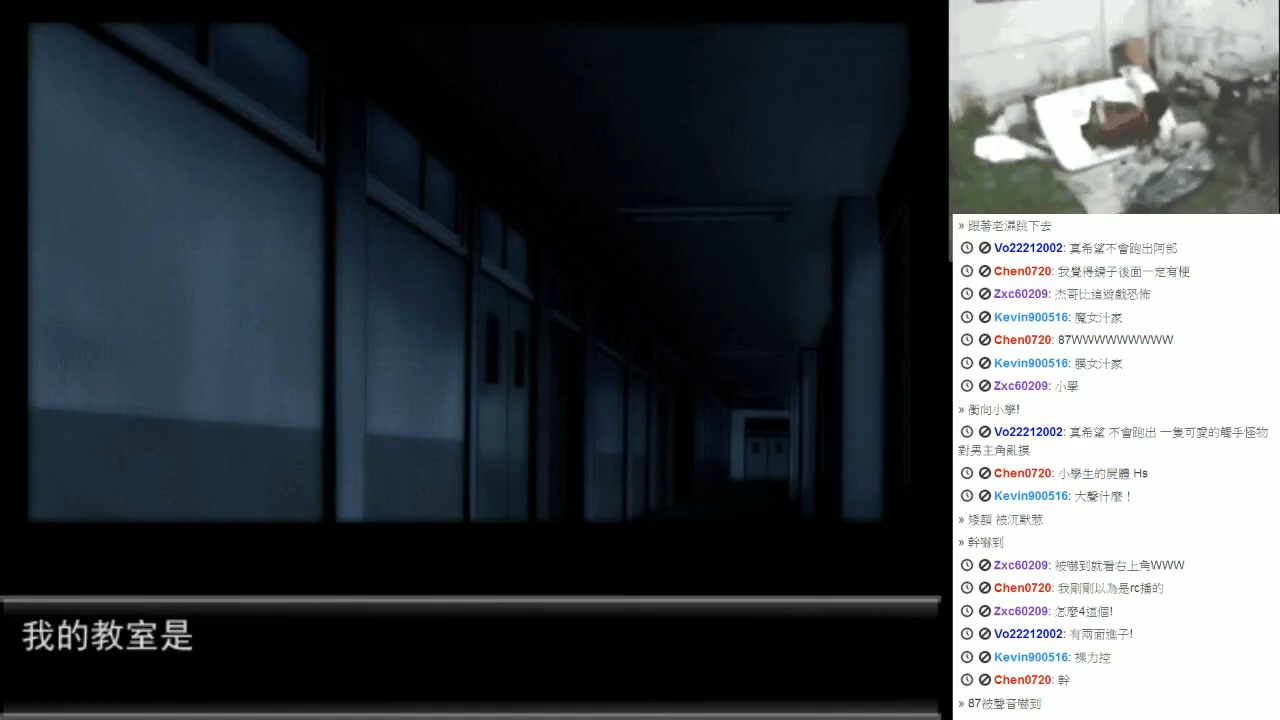 我的教室是
» 跟著老濕跳下去
Vo22212002: 真希望不會跑出阿部
Chen0720: 我覺得鏡子後面一定有梗
Zxc60209: 杰哥比這遊戲恐怖
Kevin900516: 魔女汁家
Chen0720: 87WWWWWWWWW
Kevin900516: 膜女汁家
Zxc60209: 小學
» 衝向小學!
Vo22212002: 真希望 不會跑出 一隻可愛的觸手怪物
對男主角亂摸
Chen0720: 小學生的屍體 Hs
Kevin900516: 大聲什麼！
» 矮額 被沉默惹
» 幹嚇到
Zxc60209: 被嚇到就看右上角WWW
Chen0720: 我剛剛以為是rc播的
Zxc60209: 怎麼4這個!
Vo22212002: 有兩面進子!
Kevin900516: 裸力控
Chen0720: 幹
» 87被聲音嚇到